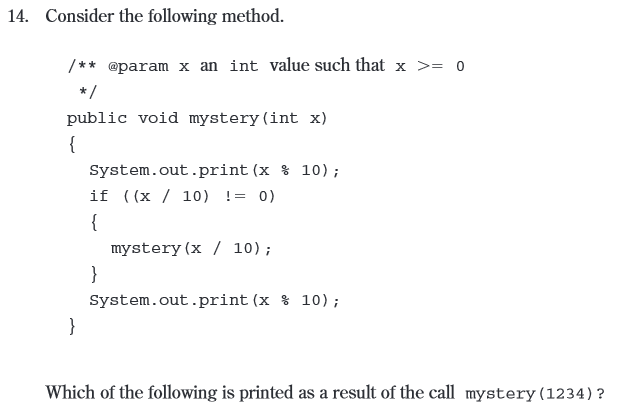 14. Consider the following method.
/** @param x an int value such that x >= 0
*/
public void mystery(int x)
{
System.out.print(x % 10);
if ((x / 10) != 0)
{
mystery(x / 10);
}
System.out.print(x % 10);
}
Which of the following is printed as a result of the call mystery(1234)?